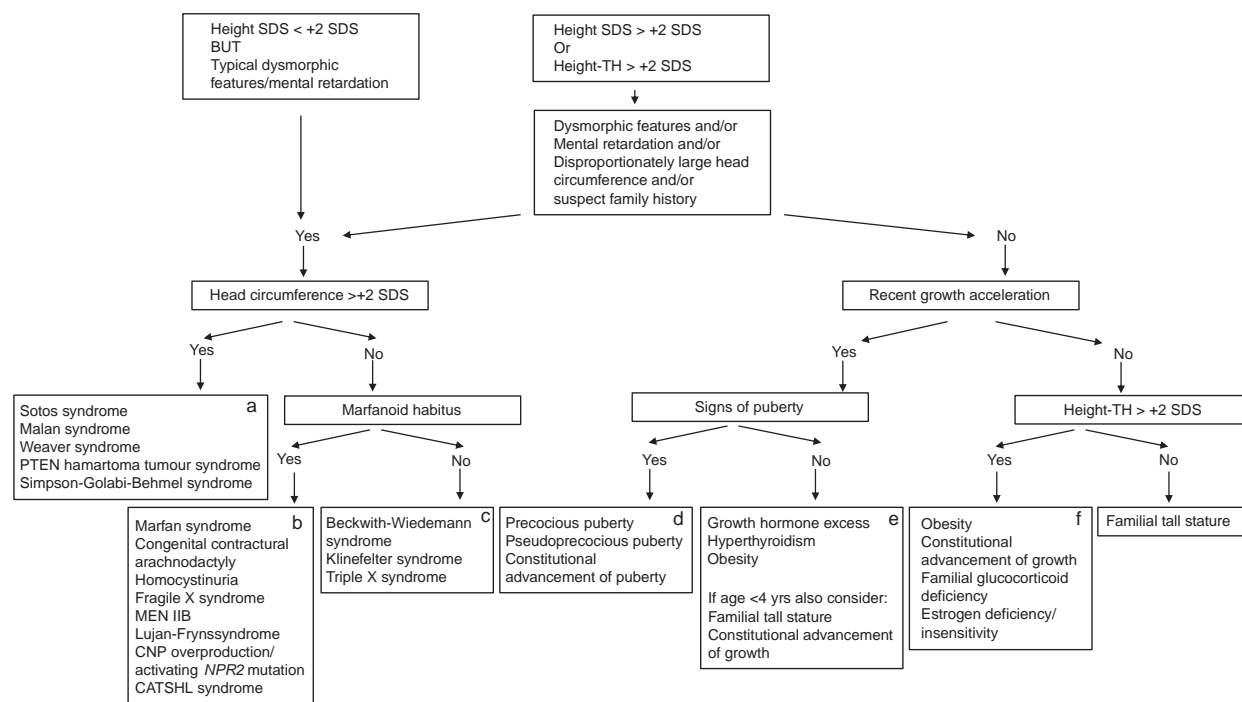 Height SDS < +2 SDS
BUT
Typical dysmorphic
features/mental retardation
Height SDS > +2 SDS
Or
Height-TH > +2 SDS
Dysmorphic features and/or
Mental retardation and/or
Disproportionately large head
circumference and/or
suspect family history
Yes
No
Head circumference >+2 SDS
Recent growth acceleration
Yes
No
Yes
No
a
Sotos syndrome
Malan syndrome
Weaver syndrome
PTEN hamartoma tumour syndrome
Simpson-Golabi-Behmel syndrome
Marfanoid habitus
Signs of puberty
Height-TH > +2 SDS
Yes
No
Yes
No
Yes
No
b
Marfan syndrome
Congenital contractural
arachnodactyly
Homocystinuria
Fragile X syndrome
MEN IIB
Lujan-Frynssyndrome
CNP overproduction/
activating NPR2 mutation
CATSHL syndrome
c
Beckwith-Wiedemann
syndrome
Klinefelter syndrome
Triple X syndrome
d
Precocious puberty
Pseudoprecocious puberty
Constitutional
advancement of puberty
e
Growth hormone excess
Hyperthyroidism
Obesity
If age <4 yrs also consider:
Familial tall stature
Constitutional advancement
of growth
f
Obesity
Constitutional
advancement of growth
Familial glucocorticoid
deficiency
Estrogen deficiency/
insensitivity
Familial tall stature